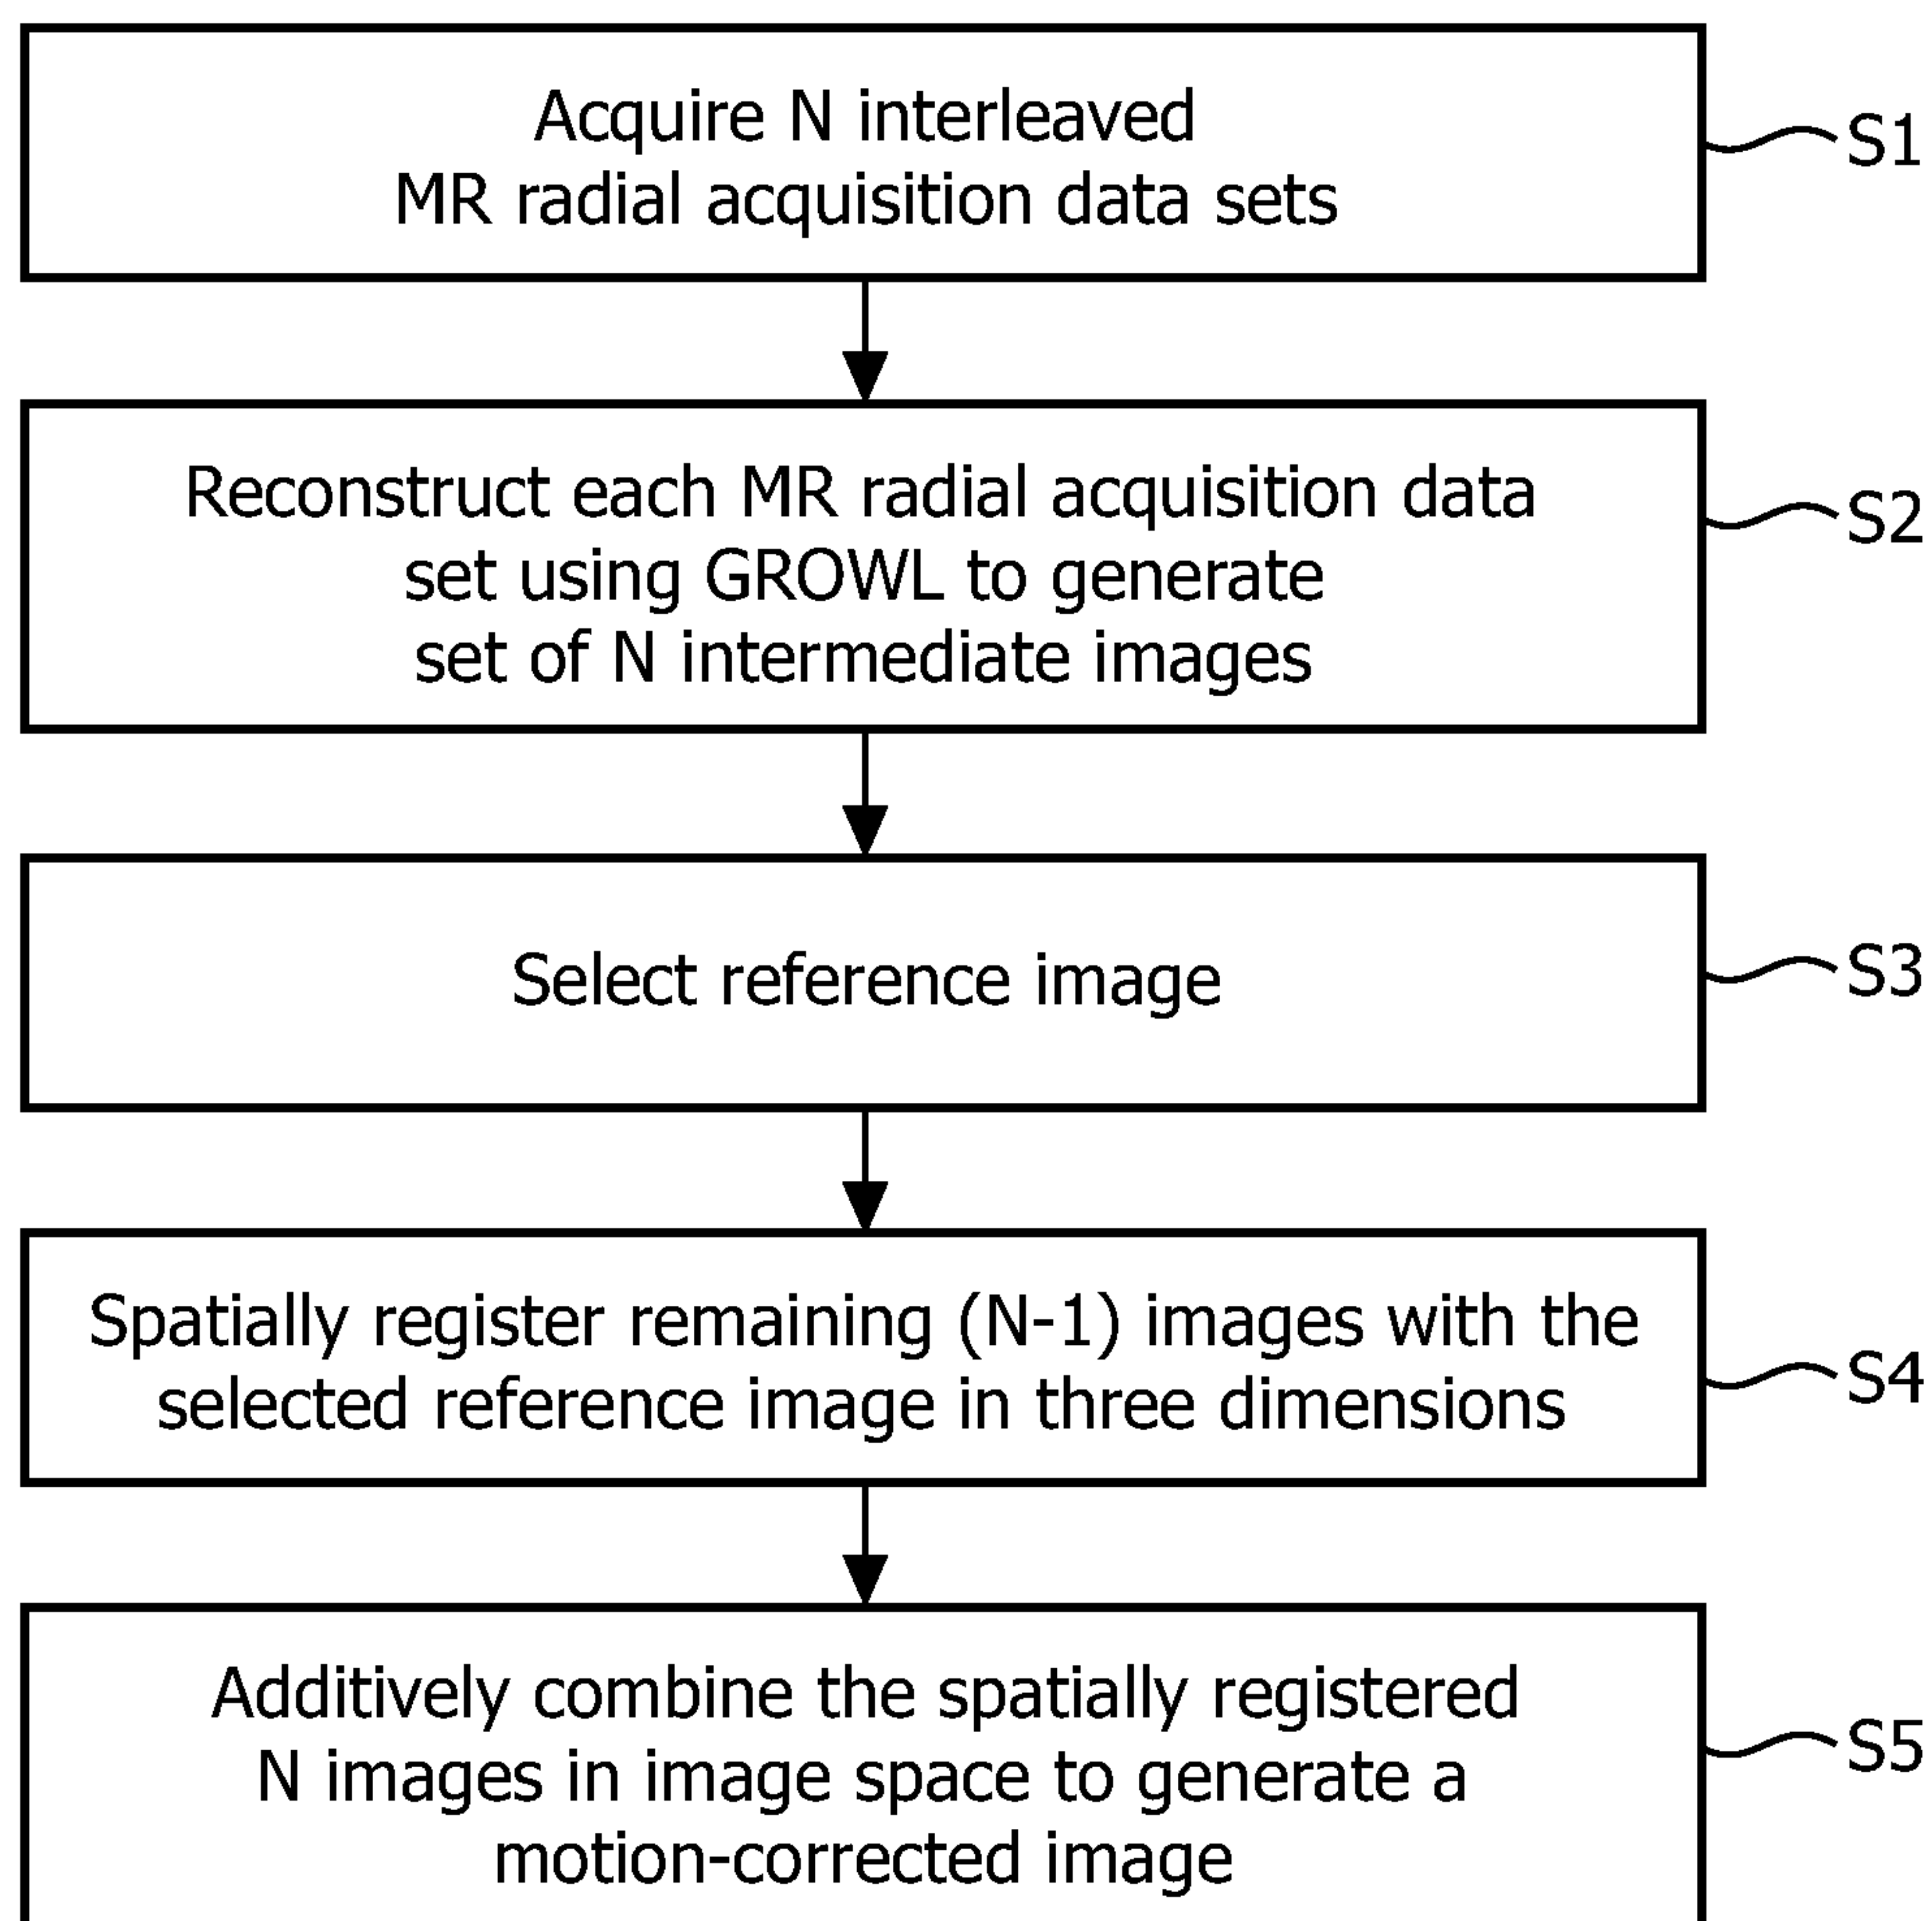 Acquire N interleaved
MR radial acquisition data sets
S1
Reconstruct each MR radial acquisition data
set using GROWL to generate
set of N intermediate images
S2
Select reference image
S3
Spatially register remaining (N-1) images with the
selected reference image in three dimensions
S4
Additively combine the spatially registered
N images in image space to generate a
motion-corrected image
S5